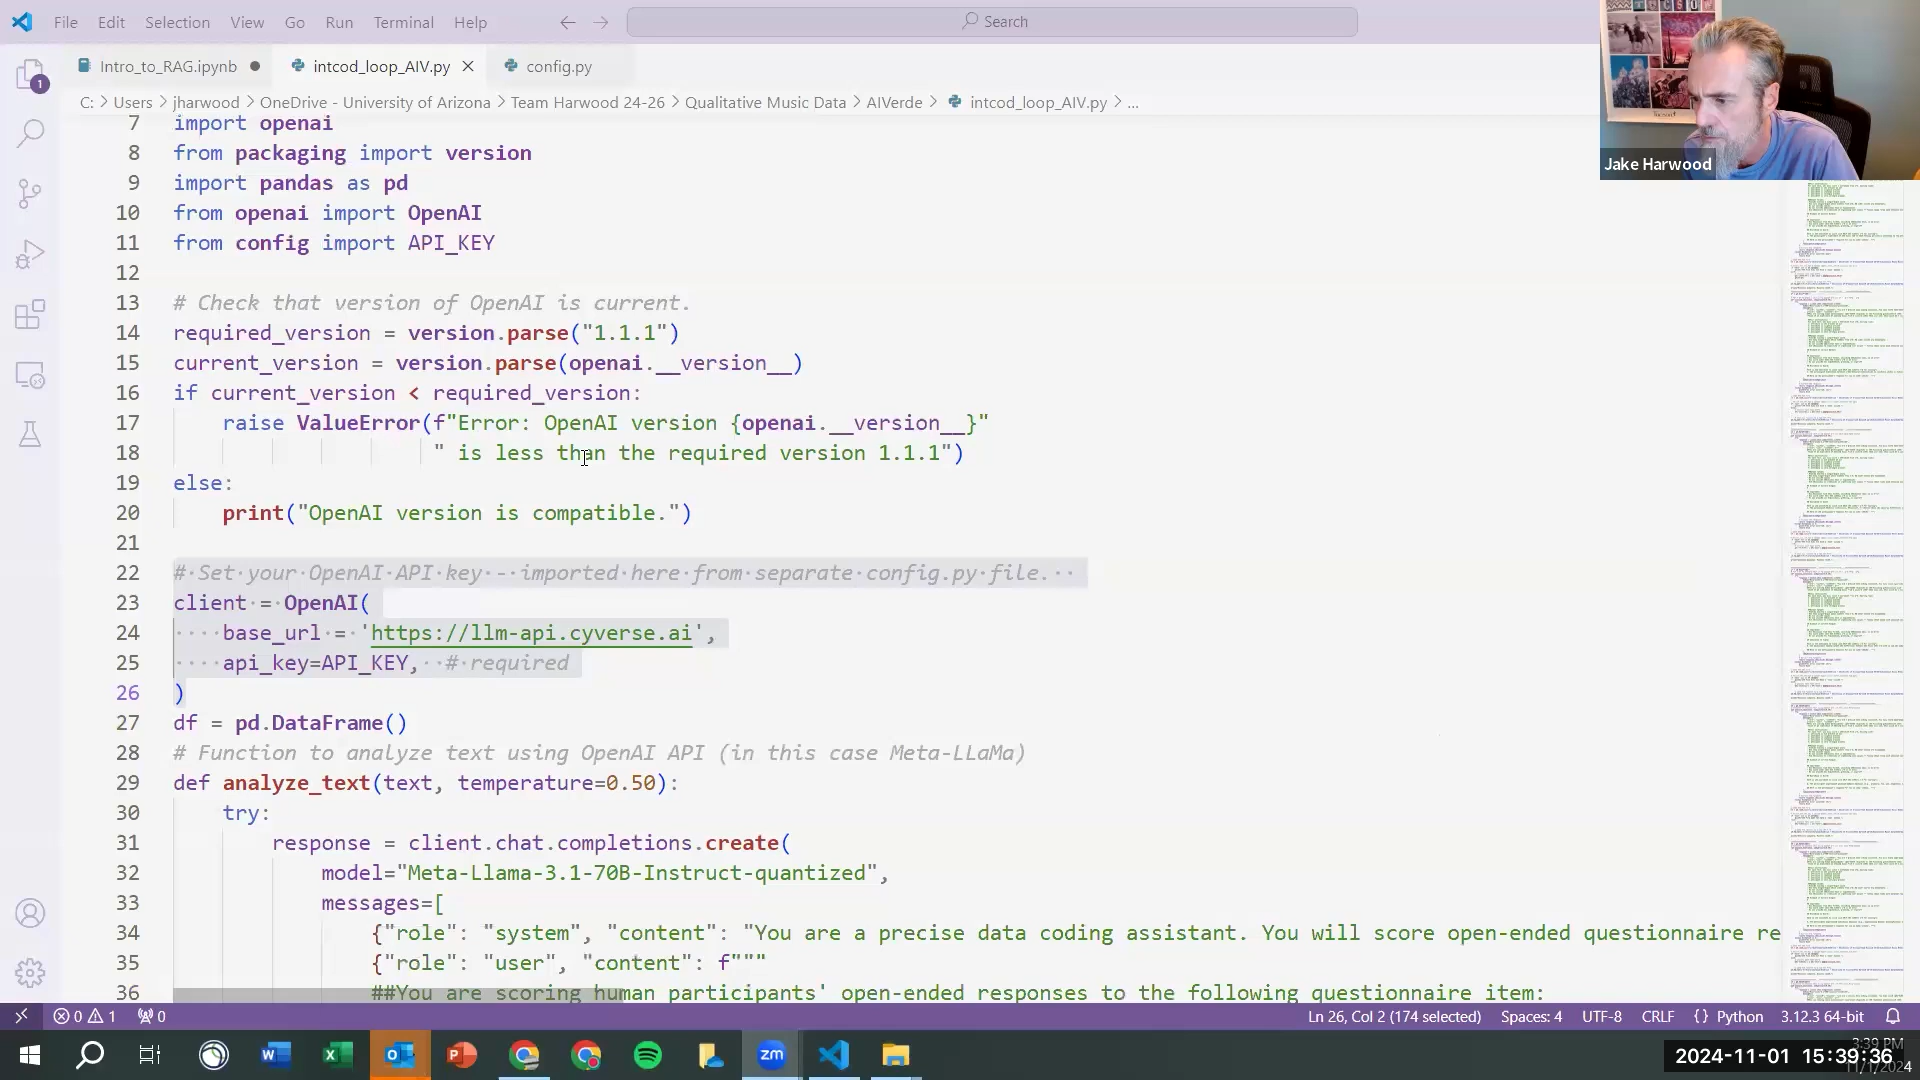 File Edit Selection View Go Run Terminal Help
Search
Intro_to_RAG.ipynb
intcod_loop_AIV.py
config.py
C: > Users > jharwood > OneDrive - University of Arizona > Team Harwood 24-26 > Qualitative Music Data > AIVerde > intcod_loop_AIV.py > ...
Jake Harwood
1
7 import openai
8 from packaging import version
9 import pandas as pd
10 from openai import OpenAI
11 from config import API_KEY
12
13 # Check that version of OpenAI is current.
14 required_version = version.parse("1.1.1")
15 current_version = version.parse(openai.__version__)
16 if current_version < required_version:
17 raise ValueError(f"Error: OpenAI version {openai.__version__}"
18 " is less than the required version 1.1.1")
19 else:
20 print("OpenAI version is compatible.")
21
22 # Set your OpenAI API key - imported here from separate config.py file.
23 client = OpenAI(
24 base_url = 'https://llm-api.cyverse.ai',
25 api_key=API_KEY, # required
26 )
27 df = pd.DataFrame()
28 # Function to analyze text using OpenAI API (in this case Meta-LLaMa)
29 def analyze_text(text, temperature=0.50):
30 try:
31 response = client.chat.completions.create(
32 model="Meta-Llama-3.1-70B-Instruct-quantized",
33 messages=[
34 {"role": "system", "content": "You are a precise data coding assistant. You will score open-ended questionnaire re
35 {"role": "user", "content": f"""
36 ##You are scoring human participants' open-ended responses to the following questionnaire item:
0 1 0
Ln 26, Col 2 (174 selected) Spaces: 4 UTF-8 CRLF {} Python 3.12.3 64-bit
3:39 PM
2024-11-01 15:39:36